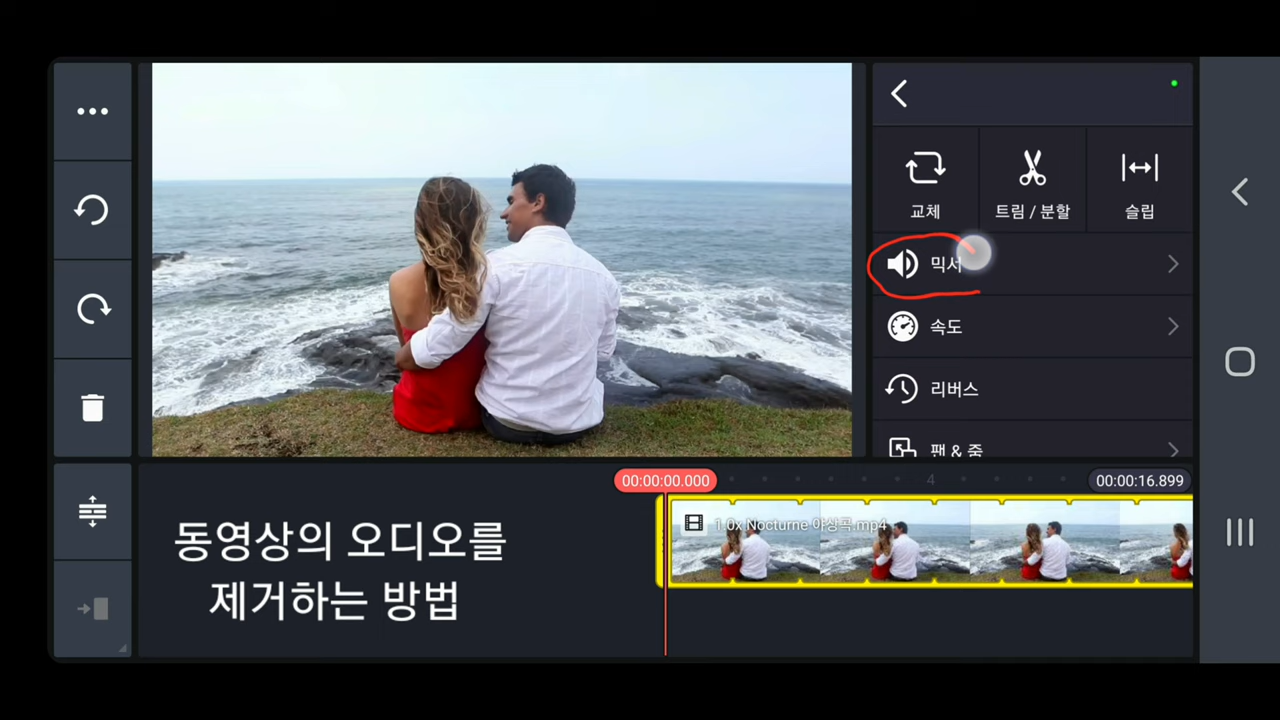 교체
트림 / 분할
슬립
믹서
속도
리버스
팬 & 줌
00:00:00.000
4
00:00:16.899
1.0x Nocturne 야상곡.mp4
동영상의 오디오를
제거하는 방법